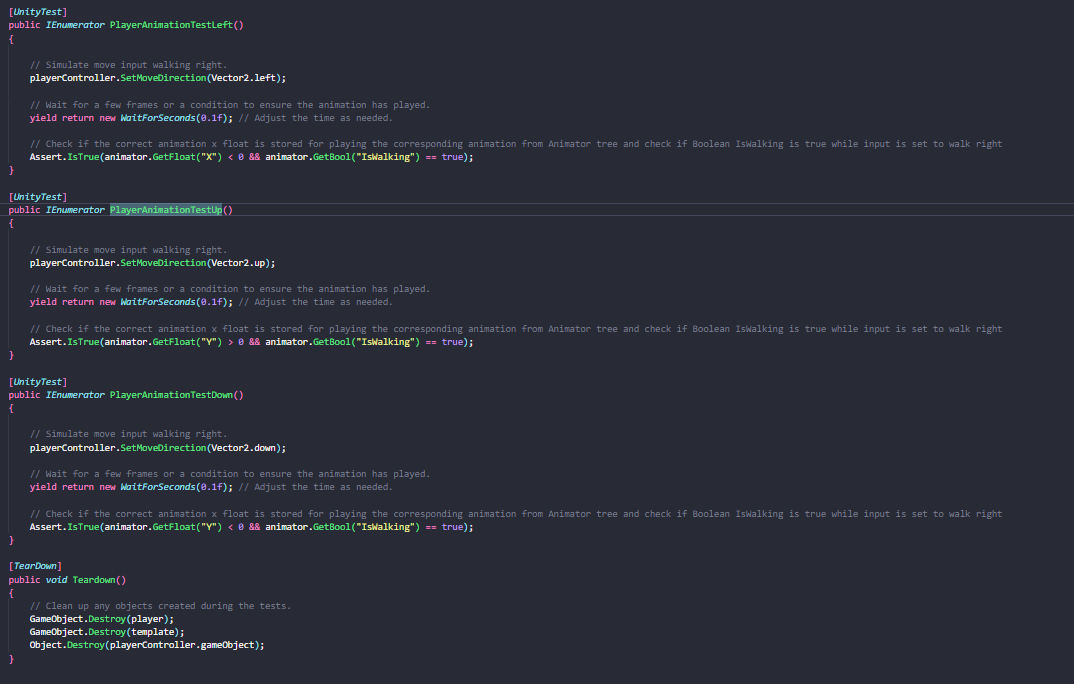 [UnityTest]
public IEnumerator PlayerAnimationTestLeft()
{
// Simulate move input walking right.
playerController.SetMoveDirection(Vector2.left);
// Wait for a few frames or a condition to ensure the animation has played.
yield return new WaitForSeconds(0.1f); // Adjust the time as needed.
// Check if the correct animation x float is stored for playing the corresponding animation from Animator tree and check if Boolean IsWalking is true while input is set to walk right
Assert.IsTrue(animator.GetFloat("X") < 0 && animator.GetBool("IsWalking") == true);
}
[UnityTest]
public IEnumerator PlayerAnimationTestUp()
{
// Simulate move input walking right.
playerController.SetMoveDirection(Vector2.up);
// Wait for a few frames or a condition to ensure the animation has played.
yield return new WaitForSeconds(0.1f); // Adjust the time as needed.
// Check if the correct animation x float is stored for playing the corresponding animation from Animator tree and check if Boolean IsWalking is true while input is set to walk right
Assert.IsTrue(animator.GetFloat("Y") > 0 && animator.GetBool("IsWalking") == true);
}
[UnityTest]
public IEnumerator PlayerAnimationTestDown()
{
// Simulate move input walking right.
playerController.SetMoveDirection(Vector2.down);
// Wait for a few frames or a condition to ensure the animation has played.
yield return new WaitForSeconds(0.1f); // Adjust the time as needed.
// Check if the correct animation x float is stored for playing the corresponding animation from Animator tree and check if Boolean IsWalking is true while input is set to walk right
Assert.IsTrue(animator.GetFloat("Y") < 0 && animator.GetBool("IsWalking") == true);
}
[TearDown]
public void Teardown()
{
// Clean up any objects created during the tests.
GameObject.Destroy(player);
GameObject.Destroy(template);
Object.Destroy(playerController.gameObject);
}